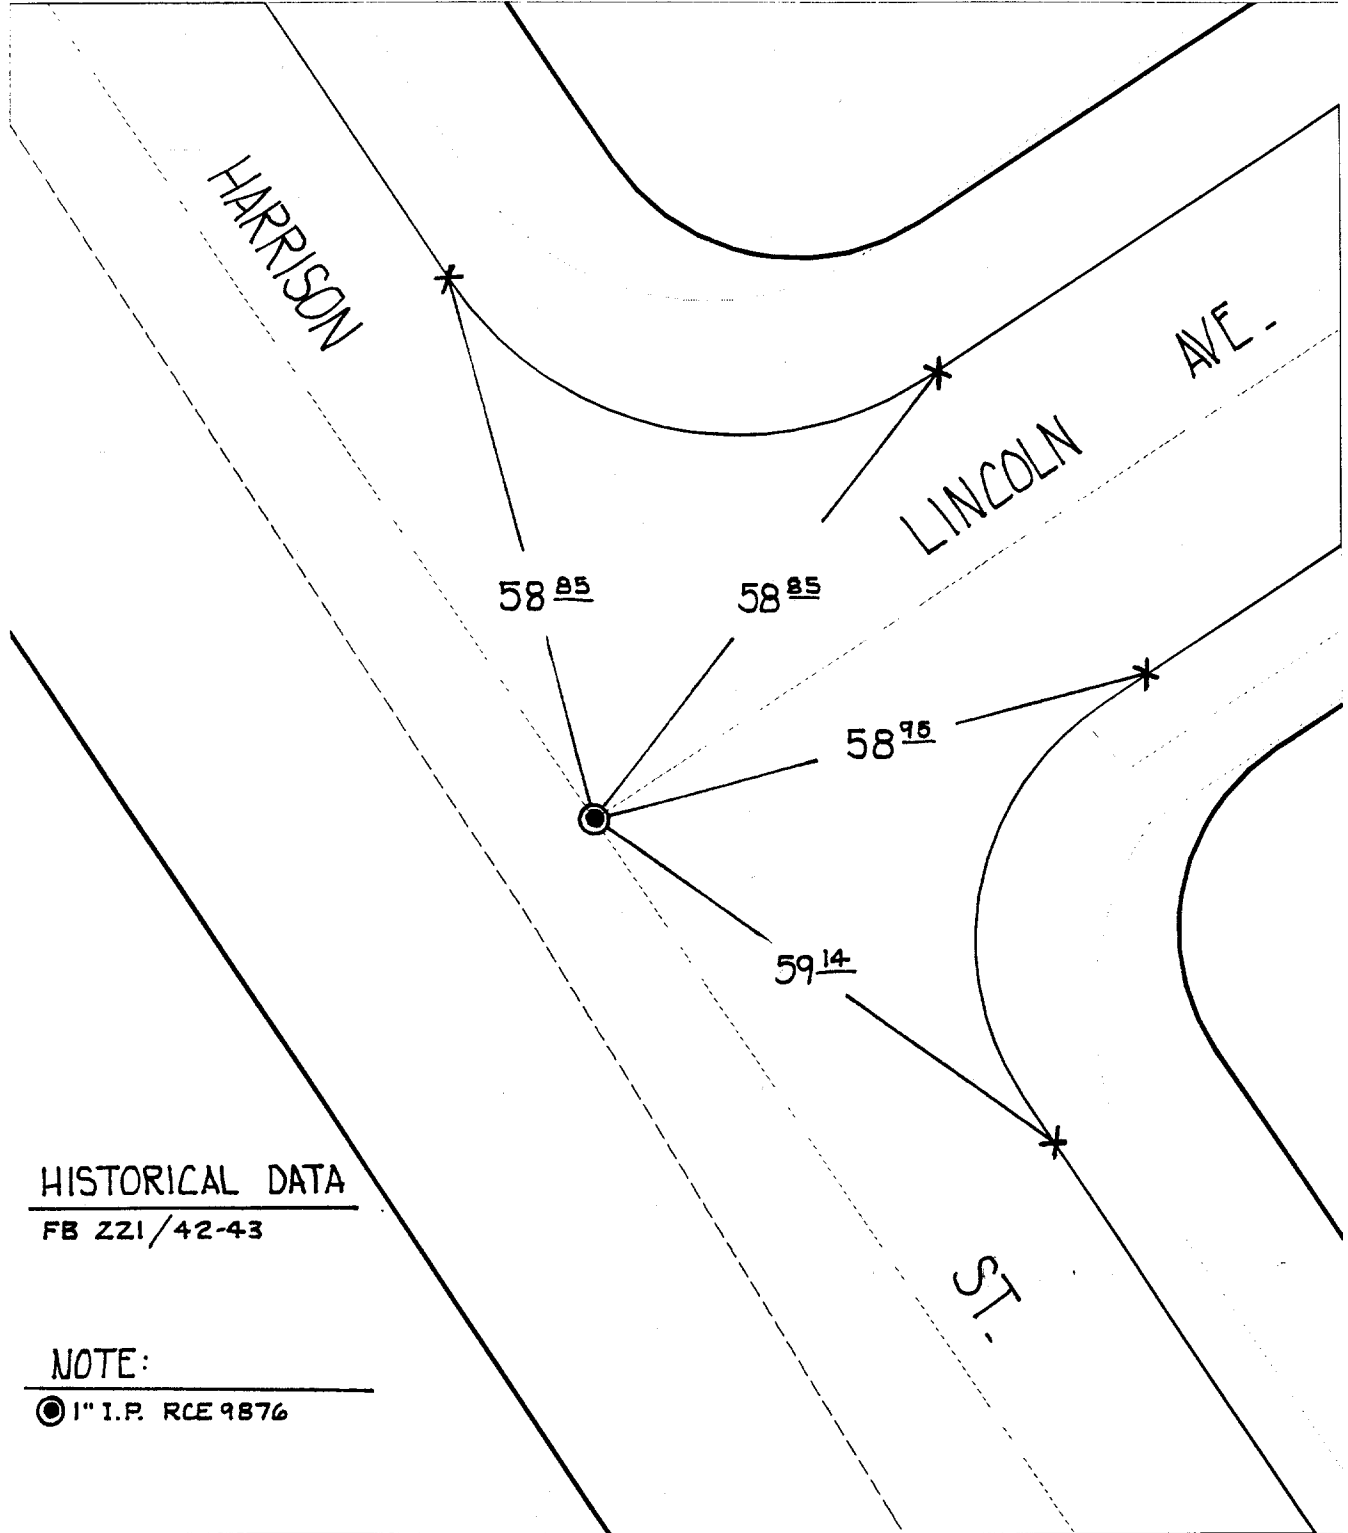 HARRISON
AVE.
LINCOLN
58 85
58 85
58 95
59 14
HISTORICAL DATA
FB 221/42-43
ST.
NOTE:
1" I.P. RCE 9876